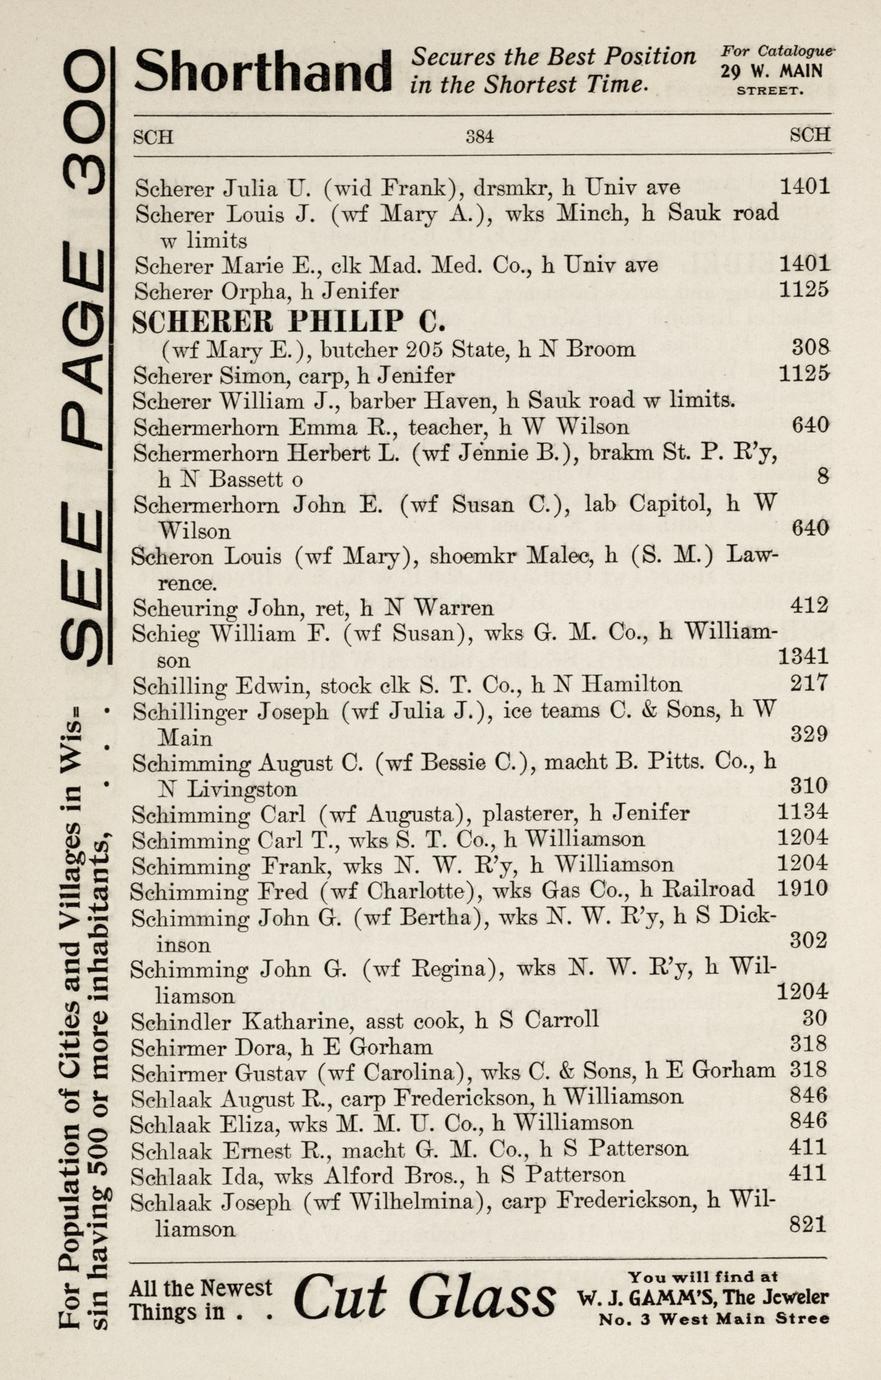 Shorthand Secures the Best Position in the Shortest Time.
For Catalogue
29 W. MAIN
STREET.
SCH 384 SCH
Scherer Julia U. (wid Frank), drsmkr, h Univ ave 1401
Scherer Louis J. (wf Mary A.), wks Minch, h Sauk road
w limits
Scherer Marie E., clk Mad. Med. Co., h Univ ave 1401
Scherer Orpha, h Jenifer 1125
SCHERER PHILIP C.
(wf Mary E.), butcher 205 State, h N Broom 308
Scherer Simon, carp, h Jenifer 1125
Scherer William J., barber Haven, h Sauk road w limits.
Schermerhorn Emma R., teacher, h W Wilson 640
Schermerhorn Herbert L. (wf Jennie B.), brakm St. P. R'y,
h N Bassett o 8
Schermerhorn John E. (wf Susan C.), lab Capitol, h W
Wilson 640
Scheron Louis (wf Mary), shoemkr Malec, h (S. M.) Law-
rence.
Scheuring John, ret, h N Warren 412
Schieg William F. (wf Susan), wks G. M. Co., h William-
son 1341
Schilling Edwin, stock clk S. T. Co., h N Hamilton 217
Schillinger Joseph (wf Julia J.), ice teams C. & Sons, h W
Main 329
Schimming August C. (wf Bessie C.), macht B. Pitts. Co., h
N Livingston 310
Schimming Carl (wf Augusta), plasterer, h Jenifer 1134
Schimming Carl T., wks S. T. Co., h Williamson 1204
Schimming Frank, wks N. W. R'y, h Williamson 1204
Schimming Fred (wf Charlotte), wks Gas Co., h Railroad 1910
Schimming John G. (wf Bertha), wks N. W. R'y, h S Dick-
inson 302
Schimming John G. (wf Regina), wks N. W. R'y, h Wil-
liamson 1204
Schindler Katharine, asst cook, h S Carroll 30
Schirmer Dora, h E Gorham 318
Schirmer Gustav (wf Carolina), wks C. & Sons, h E Gorham 318
Schlaak August R., carp Frederickson, h Williamson 846
Schlaak Eliza, wks M. M. U. Co., h Williamson 846
Schlaak Ernest R., macht G. M. Co., h S Patterson 411
Schlaak Ida, wks Alford Bros., h S Patterson 411
Schlaak Joseph (wf Wilhelmina), carp Frederickson, h Wil-
liamson 821
All the Newest
Things in . . Cut Glass
You will find at
W. J. GAMM'S, The Jeweler
No. 3 West Main Stree
For Population of Cities and Villages in Wis=
sin having 500 or more inhabitants, . . .
SEE PAGE 300